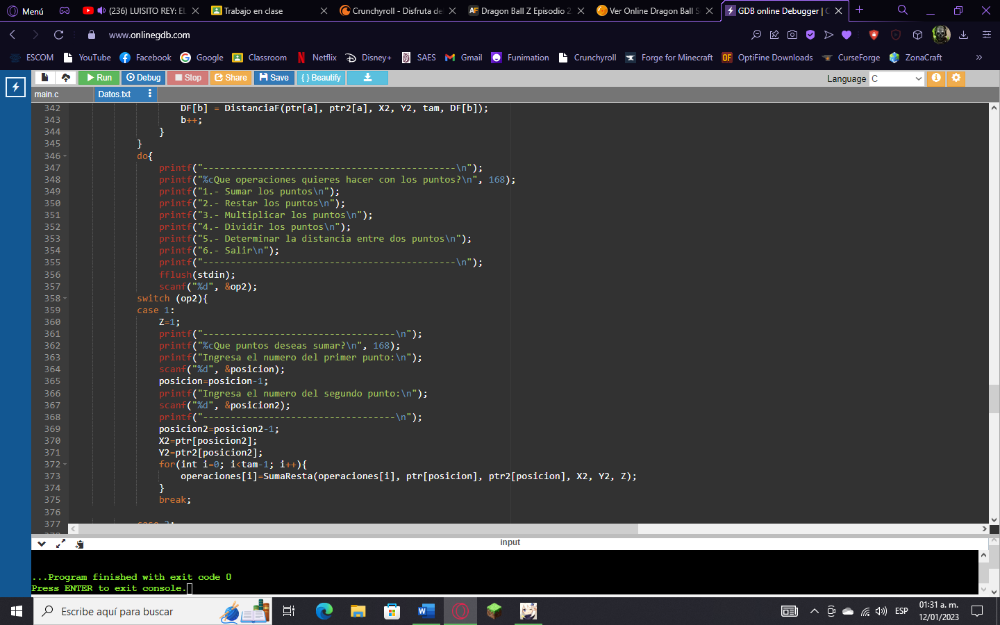 Menú
(236) LUISITO REY: EL
Trabajo en clase
Crunchyroll - Disfruta de
Dragon Ball Z Episodio 2
Ver Online Dragon Ball S
GDB online Debugger | C
www.onlinegdb.com
ESCOM YouTube Facebook Google Classroom Netflix Disney+ SAES Gmail Funimation Crunchyroll Forge for Minecraft OptiFine Downloads CurseForge ZonaCraft »
Run Debug Stop Share Save { } Beautify Language C
main.c Datos.txt
342 DF[b] = DistanciaF(ptr[a], ptr2[a], X2, Y2, tam, DF[b]);
343 b++;
344 }
345 }
346 do{
347 printf("----------------------------------------------\n");
348 printf("%cQue operaciones quieres hacer con los puntos?\n", 168);
349 printf("1.- Sumar los puntos\n");
350 printf("2.- Restar los puntos\n");
351 printf("3.- Multiplicar los puntos\n");
352 printf("4.- Dividir los puntos\n");
353 printf("5.- Determinar la distancia entre dos puntos\n");
354 printf("6.- Salir\n");
355 printf("----------------------------------------------\n");
356 fflush(stdin);
357 scanf("%d", &op2);
358 switch (op2){
359 case 1:
360 Z=1;
361 printf("-----------------------------------\n");
362 printf("%cQue puntos deseas sumar?\n", 168);
363 printf("Ingresa el numero del primer punto:\n");
364 scanf("%d", &posicion);
365 posicion=posicion-1;
366 printf("Ingresa el numero del segundo punto:\n");
367 scanf("%d", &posicion2);
368 printf("-----------------------------------\n");
369 posicion2=posicion2-1;
370 X2=ptr[posicion2];
371 Y2=ptr2[posicion2];
372 for(int i=0; i<tam-1; i++){
373 operaciones[i]=SumaResta(operaciones[i], ptr[posicion], ptr2[posicion], X2, Y2, Z);
374 }
375 break;
376
377 case 2:
input
...Program finished with exit code 0
Press ENTER to exit console.
Escribe aquí para buscar
ESP
01:31 a. m.
12/01/2023